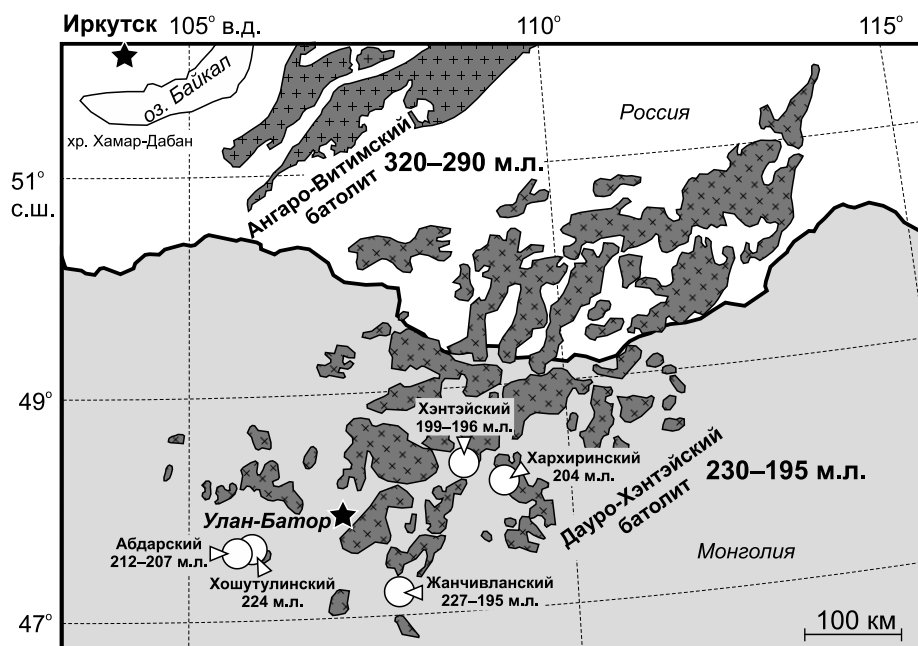 Иркутск
105° в.д.
110°
115°
оз. Байкал
хр. Хамар-Дабан
Россия
51°
с.ш.
Ангаро-Витимский
батолит
320–290 м.л.
49°
Хэнтэйский
199–196 м.л.
Хархиринский
204 м.л.
Дауро-Хэнтэйский
батолит
230–195 м.л.
Улан-Батор
Абдарский
212–207 м.л.
Хошутулинский
224 м.л.
Жанчивланский
227–195 м.л.
Монголия
47°
100 км